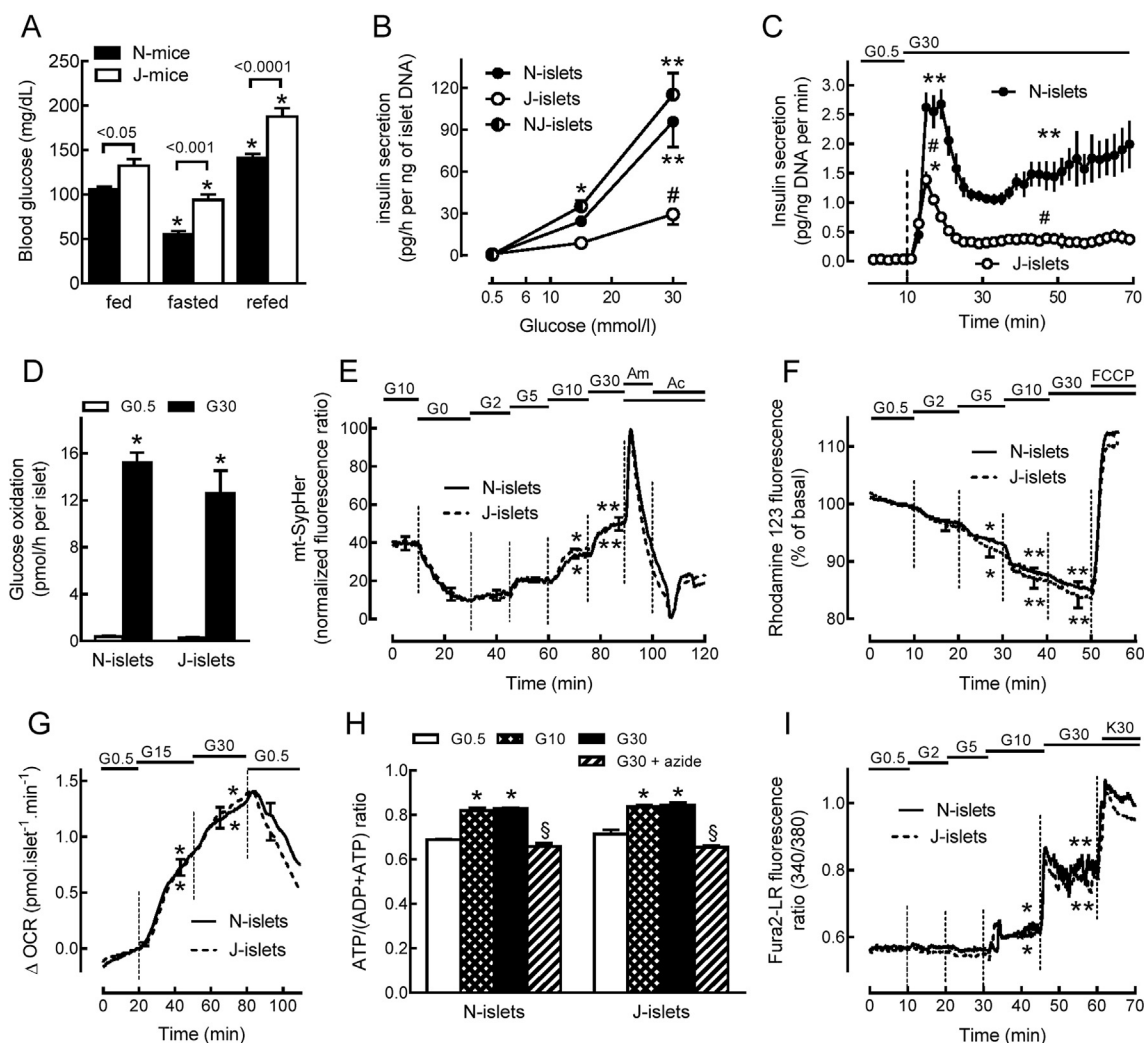 A
N-mice
J-mice
<0.0001
<0.05
<0.001
*
*
*
*
Blood glucose (mg/dL)
250
200
150
100
50
0
fed
fasted
refed
B
N-islets
J-islets
NJ-islets
**
*
**
#
insulin secretion
(pg/h per ng of islet DNA)
120
90
60
30
0
0.5
6
10
20
30
Glucose (mmol/l)
C
G0.5
G30
**
N-islets
**
#
*
#
J-islets
Insulin secretion
(pg/ng DNA per min)
3.0
2.5
2.0
1.5
1.0
0.5
0.0
10
30
50
70
Time (min)
D
G0.5
G30
*
*
Glucose oxidation
(pmol/h per islet)
16
12
8
4
0
N-islets
J-islets
E
G10
G0
G2
G5
G10
G30
Am
Ac
N-islets
J-islets
**
**
*
*
mt-SypHer
(normalized fluorescence ratio)
100
80
60
40
20
0
0
20
40
60
80
100
120
Time (min)
F
G0.5
G2
G5
G10
G30
FCCP
N-islets
J-islets
*
*
**
**
**
**
Rhodamine 123 fluorescence
(% of basal)
110
100
90
80
0
10
20
30
40
50
60
Time (min)
G
G0.5
G15
G30
G0.5
*
*
*
*
N-islets
J-islets
Δ OCR (pmol.islet-1.min-1)
1.5
1.0
0.5
0.0
0
20
40
60
80
100
Time (min)
H
G0.5
G10
G30
G30 + azide
*
*
§
*
*
§
ATP/(ADP+ATP) ratio
1.0
0.8
0.6
0.4
0.2
0.0
N-islets
J-islets
I
G0.5
G2
G5
G10
G30
K30
N-islets
J-islets
*
*
**
**
Fura2-LR fluorescence
ratio (340/380)
1.0
0.8
0.6
0
10
20
30
40
50
60
70
Time (min)